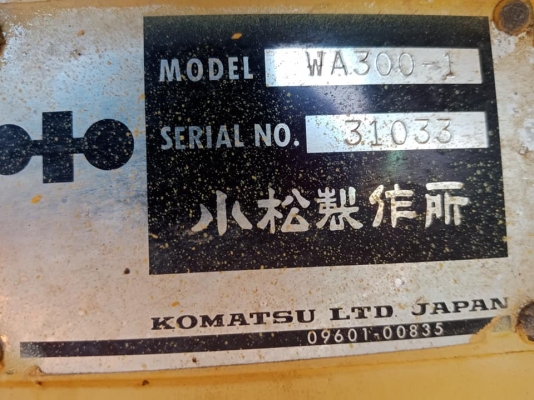 MODEL WA300-1
SERIAL NO. 31033
小松製作所
KOMATSU LTD. JAPAN
09601-00835